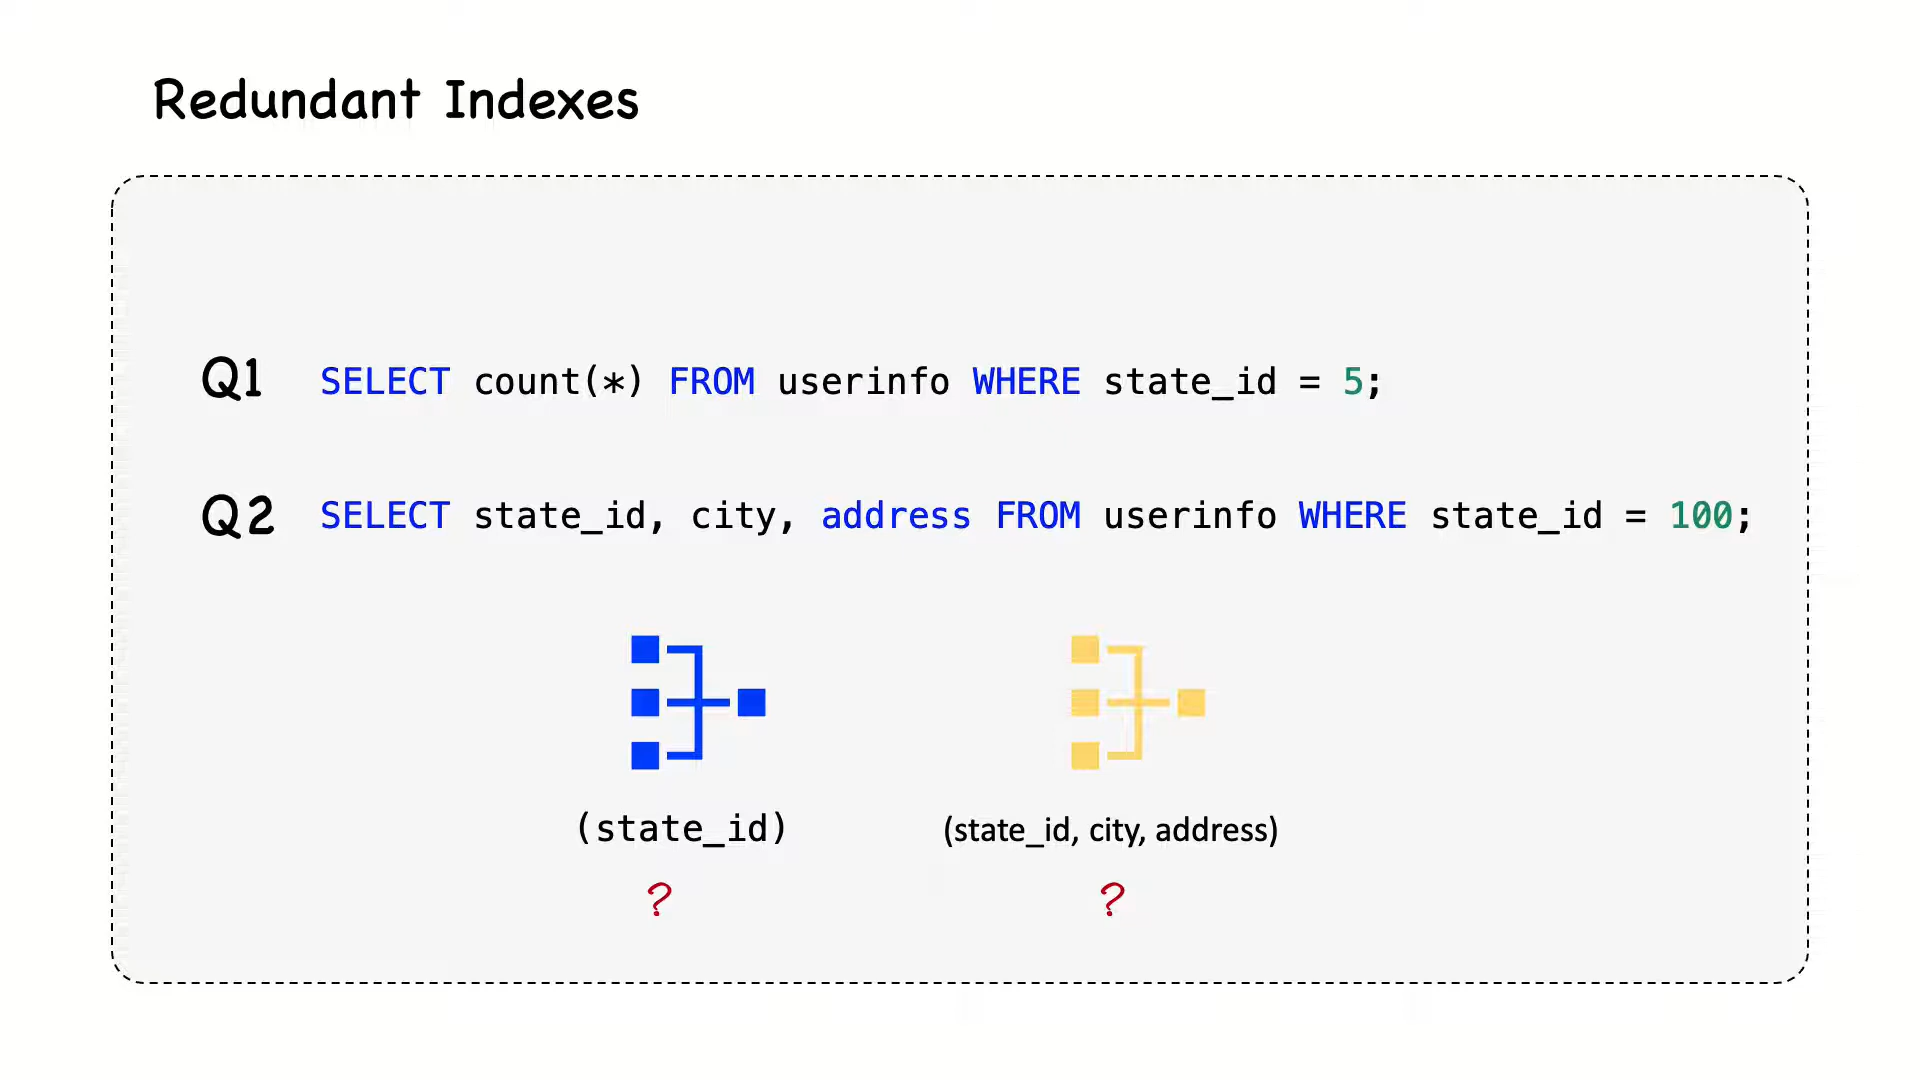 Redundant Indexes
Q1 SELECT count(*) FROM userinfo WHERE state_id = 5;
Q2 SELECT state_id, city, address FROM userinfo WHERE state_id = 100;
(state_id) (state_id, city, address)
? ?